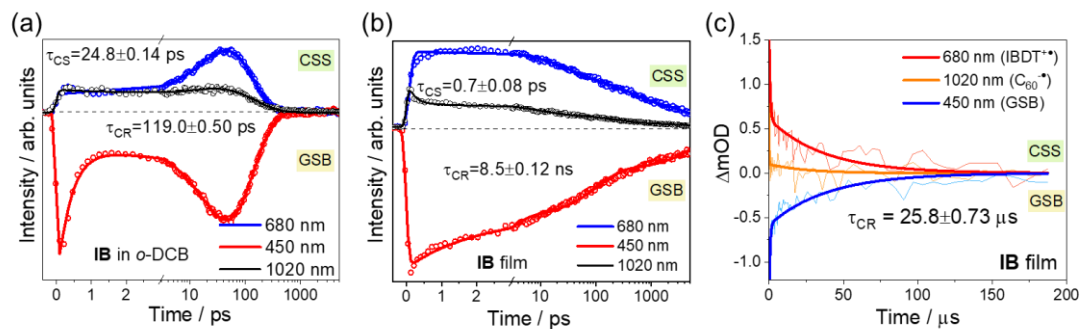 (a)
Intensity / arb. units
τCS=24.8±0.14 ps
CSS
τCR=119.0±0.50 ps
GSB
IB in o-DCB
680 nm
450 nm
1020 nm
0 1 2 10 100 1000
Time / ps
(b)
Intensity / arb. units
CSS
τCS=0.7±0.08 ps
τCR=8.5±0.12 ns
GSB
IB film
680 nm
450 nm
1020 nm
0 1 2 10 100 1000
Time / ps
(c)
ΔmOD
1.5
1.0
0.5
0.0
-0.5
-1.0
680 nm (IBDT⁺•)
1020 nm (C₆₀⁻•)
450 nm (GSB)
CSS
GSB
τCR = 25.8±0.73 μs
IB film
0 50 100 150 200
Time / μs